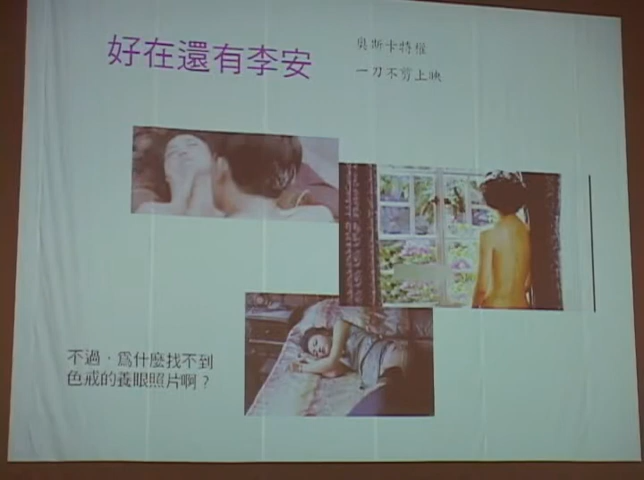 好在還有李安
奧斯卡特權
一刀不剪上映
不過，為什麼找不到
色戒的養眼照片啊？